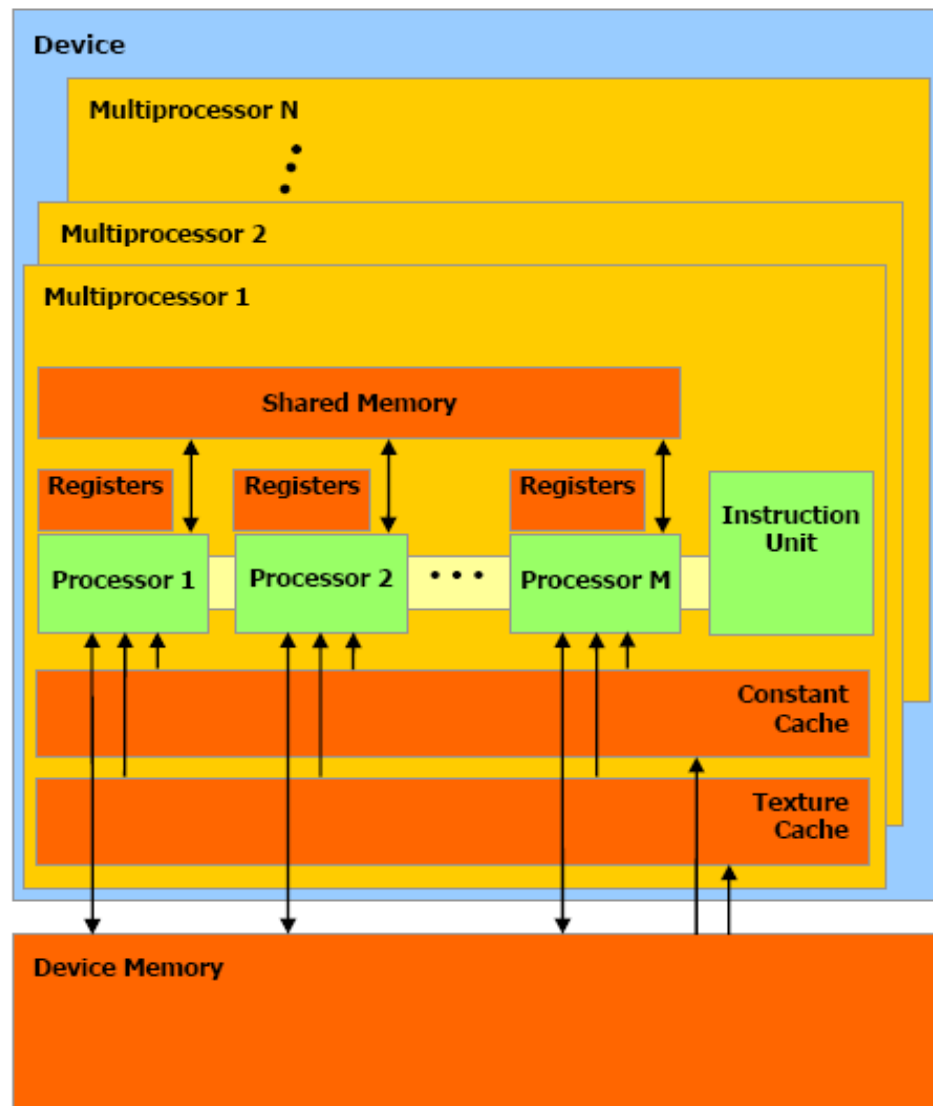 Device
Multiprocessor N
Multiprocessor 2
Multiprocessor 1
Shared Memory
Registers
Registers
Registers
Instruction
Unit
Processor 1
Processor 2
Processor M
Constant
Cache
Texture
Cache
Device Memory